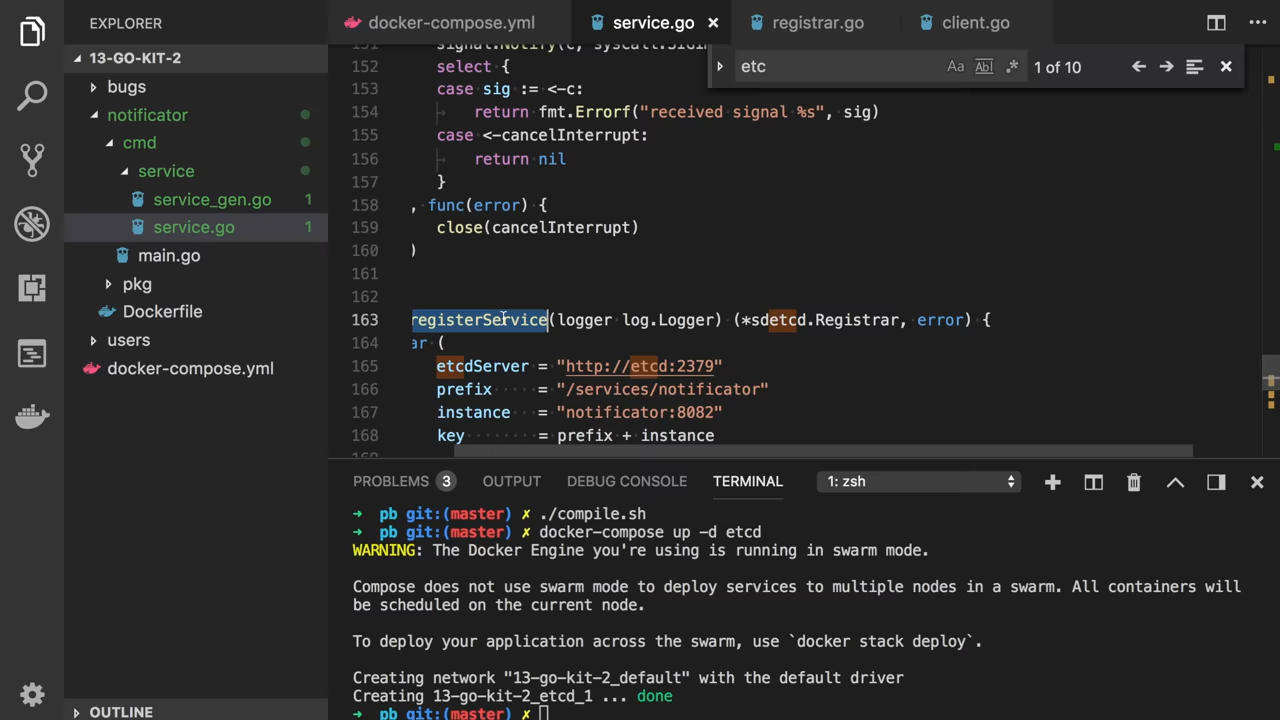 EXPLORER
docker-compose.yml
service.go
registrar.go
client.go
13-GO-KIT-2
bugs
notificator
cmd
service
service_gen.go 1
service.go 1
main.go
pkg
Dockerfile
users
docker-compose.yml
OUTLINE
etc
Aa Abl .* 1 of 10
151 signal.Notify(c, syscall.SIGI
152 select {
153 case sig := <-c:
154 return fmt.Errorf("received signal %s", sig)
155 case <-cancelInterrupt:
156 return nil
157 }
158 , func(error) {
159 close(cancelInterrupt)
160 )
161
162
163 registerService(logger log.Logger) (*sdetcd.Registrar, error) {
164 ar (
165 etcdServer = "http://etcd:2379"
166 prefix = "/services/notificator"
167 instance = "notificator:8082"
168 key = prefix + instance
PROBLEMS 3 OUTPUT DEBUG CONSOLE TERMINAL 1: zsh
→ pb git:(master) ✗ ./compile.sh
→ pb git:(master) ✗ docker-compose up -d etcd
WARNING: The Docker Engine you're using is running in swarm mode.
Compose does not use swarm mode to deploy services to multiple nodes in a swarm. All containers will
be scheduled on the current node.
To deploy your application across the swarm, use `docker stack deploy`.
Creating network "13-go-kit-2_default" with the default driver
Creating 13-go-kit-2_etcd_1 ... done
→ pb git:(master) ✗